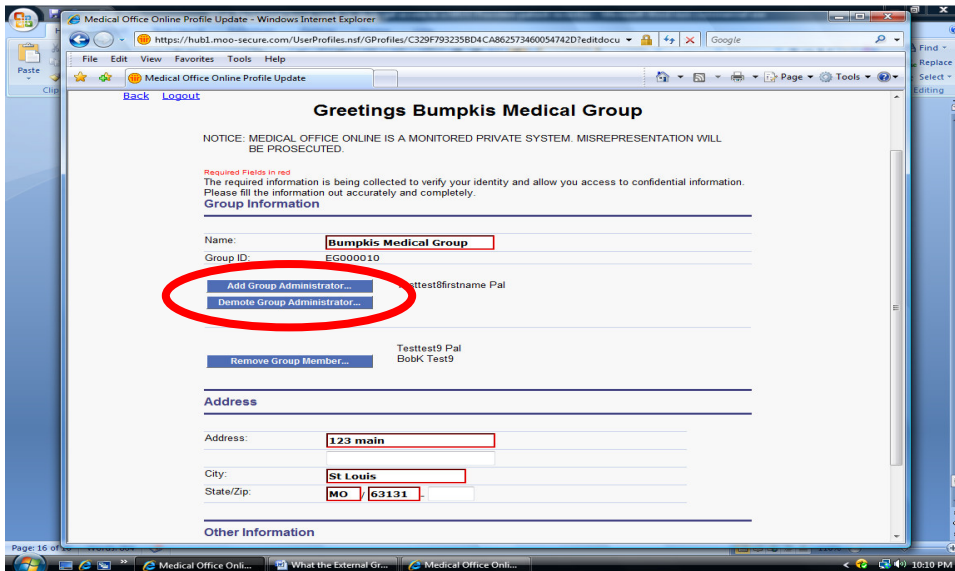 Medical Office Online Profile Update - Windows Internet Explorer
https://hub1.moo-secure.com/UserProfiles.nsf/GProfiles/C329F793235BD4CA862573460054742D?editdocu
Google
File Edit View Favorites Tools Help
Find
Paste
Replace
Medical Office Online Profile Update
Page Tools
Select
Clip
Editing
Back Logout
Greetings Bumpkis Medical Group
NOTICE: MEDICAL OFFICE ONLINE IS A MONITORED PRIVATE SYSTEM. MISREPRESENTATION WILL
BE PROSECUTED.
Required Fields in red
The required information is being collected to verify your identity and allow you access to confidential information.
Please fill the information out accurately and completely.
Group Information
Name: Bumpkis Medical Group
Group ID: EG000010
Add Group Administrator... sttest8firstname Pal
Demote Group Administrator...
Testtest9 Pal
Remove Group Member... BobK Test9
Address
Address: 123 main
City: St Louis
State/Zip: MO / 63131 -
Other Information
Page: 16 of
Medical Office Onli... What the External Gr... Medical Office Onli... 10:10 PM